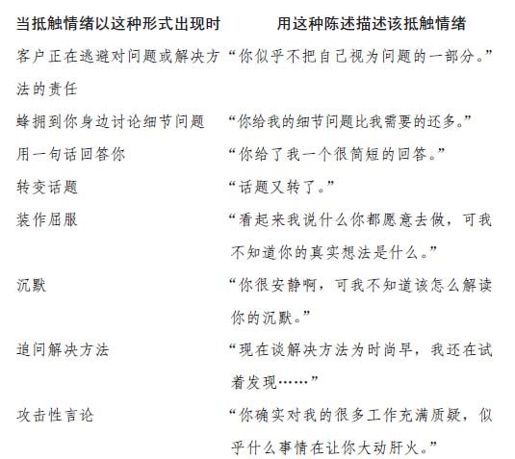 当抵触情绪以这种形式出现时 用这种陈述描述该抵触情绪
客户正在逃避对问题或解决方 “你似乎不把自己视为问题的一部分。”
法的责任
蜂拥到你身边讨论细节问题 “你给我的细节问题比我需要的还多。”
用一句话回答你 “你给了我一个很简短的回答。”
转变话题 “话题又转了。”
装作屈服 “看起来我说什么你都愿意去做，可我
不知道你的真实想法是什么。”
沉默 “你很安静啊，可我不知道该怎么解读
你的沉默。”
追问解决方法 “现在谈解决方法为时尚早，我还在试
着发现……”
攻击性言论 “你确实对我的很多工作充满质疑，似
乎什么事情在让你大动肝火。”